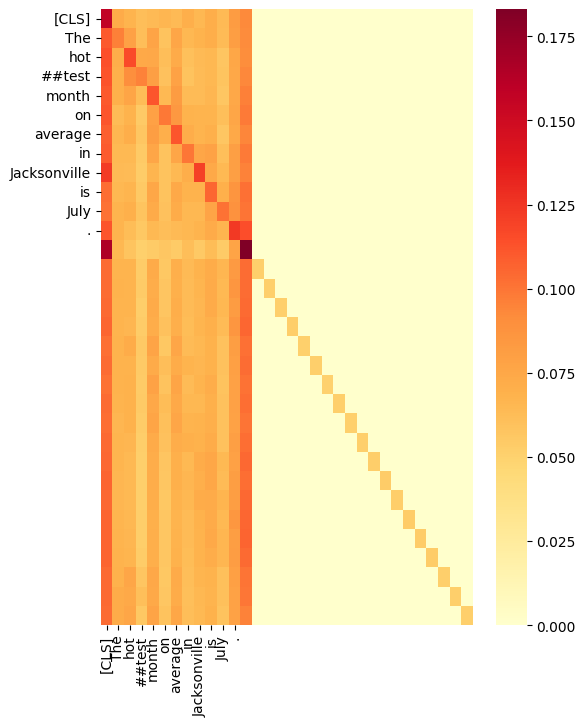 [CLS]
The
hot
##test
month
on
average
in
Jacksonville
is
July
.
[CLS]
The
hot
##test
month
on
average
in
Jacksonville
is
July
.
0.175
0.150
0.125
0.100
0.075
0.050
0.025
0.000